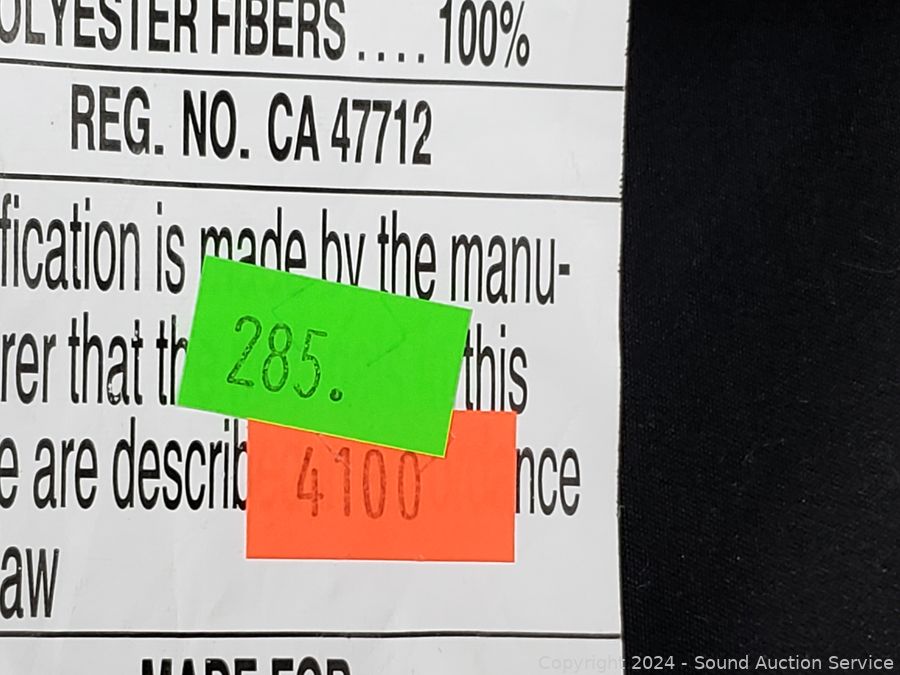 OLYESTER FIBERS .... 100%
REG. NO. CA 47712
fication is made by the manu-
rer that th this
285.
e are describ nce
4100
aw
MADE FOR
Copyright 2024 - Sound Auction Service